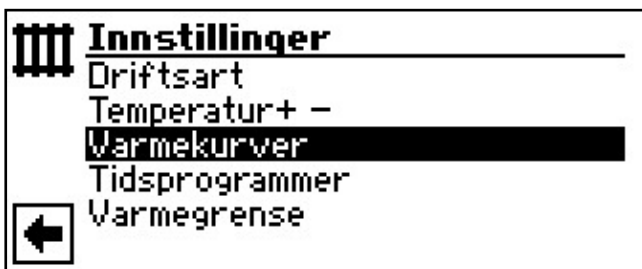 Innstillinger
Driftsart
Temperatur+ −
Varmekurver
Tidsprogrammer
Varmegrense